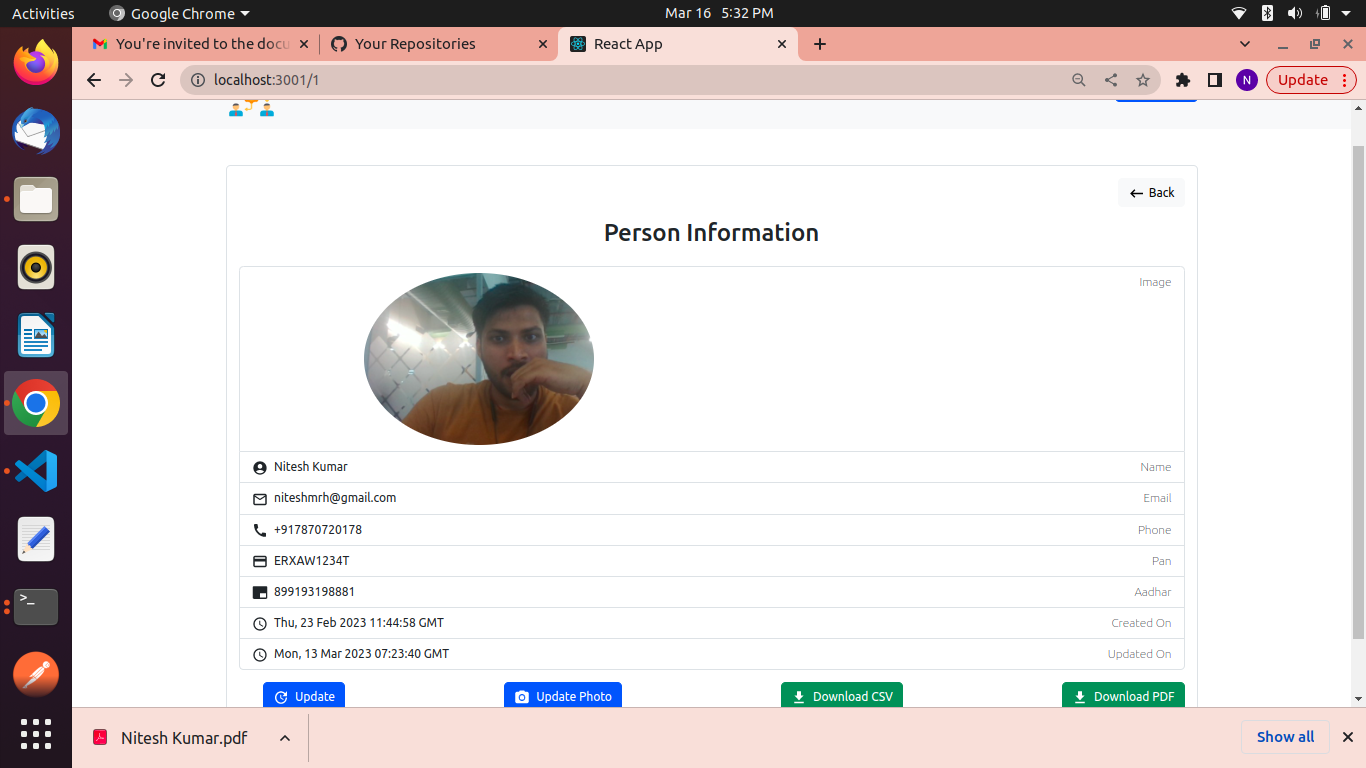 Activities Google Chrome Mar 16 5:32 PM
You're invited to the docu Your Repositories React App
localhost:3001/1 N Update
Back
Person Information
Image
Nitesh Kumar Name
niteshmrh@gmail.com Email
+917870720178 Phone
ERXAW1234T Pan
899193198881 Aadhar
Thu, 23 Feb 2023 11:44:58 GMT Created On
Mon, 13 Mar 2023 07:23:40 GMT Updated On
Update Update Photo Download CSV Download PDF
Nitesh Kumar.pdf Show all